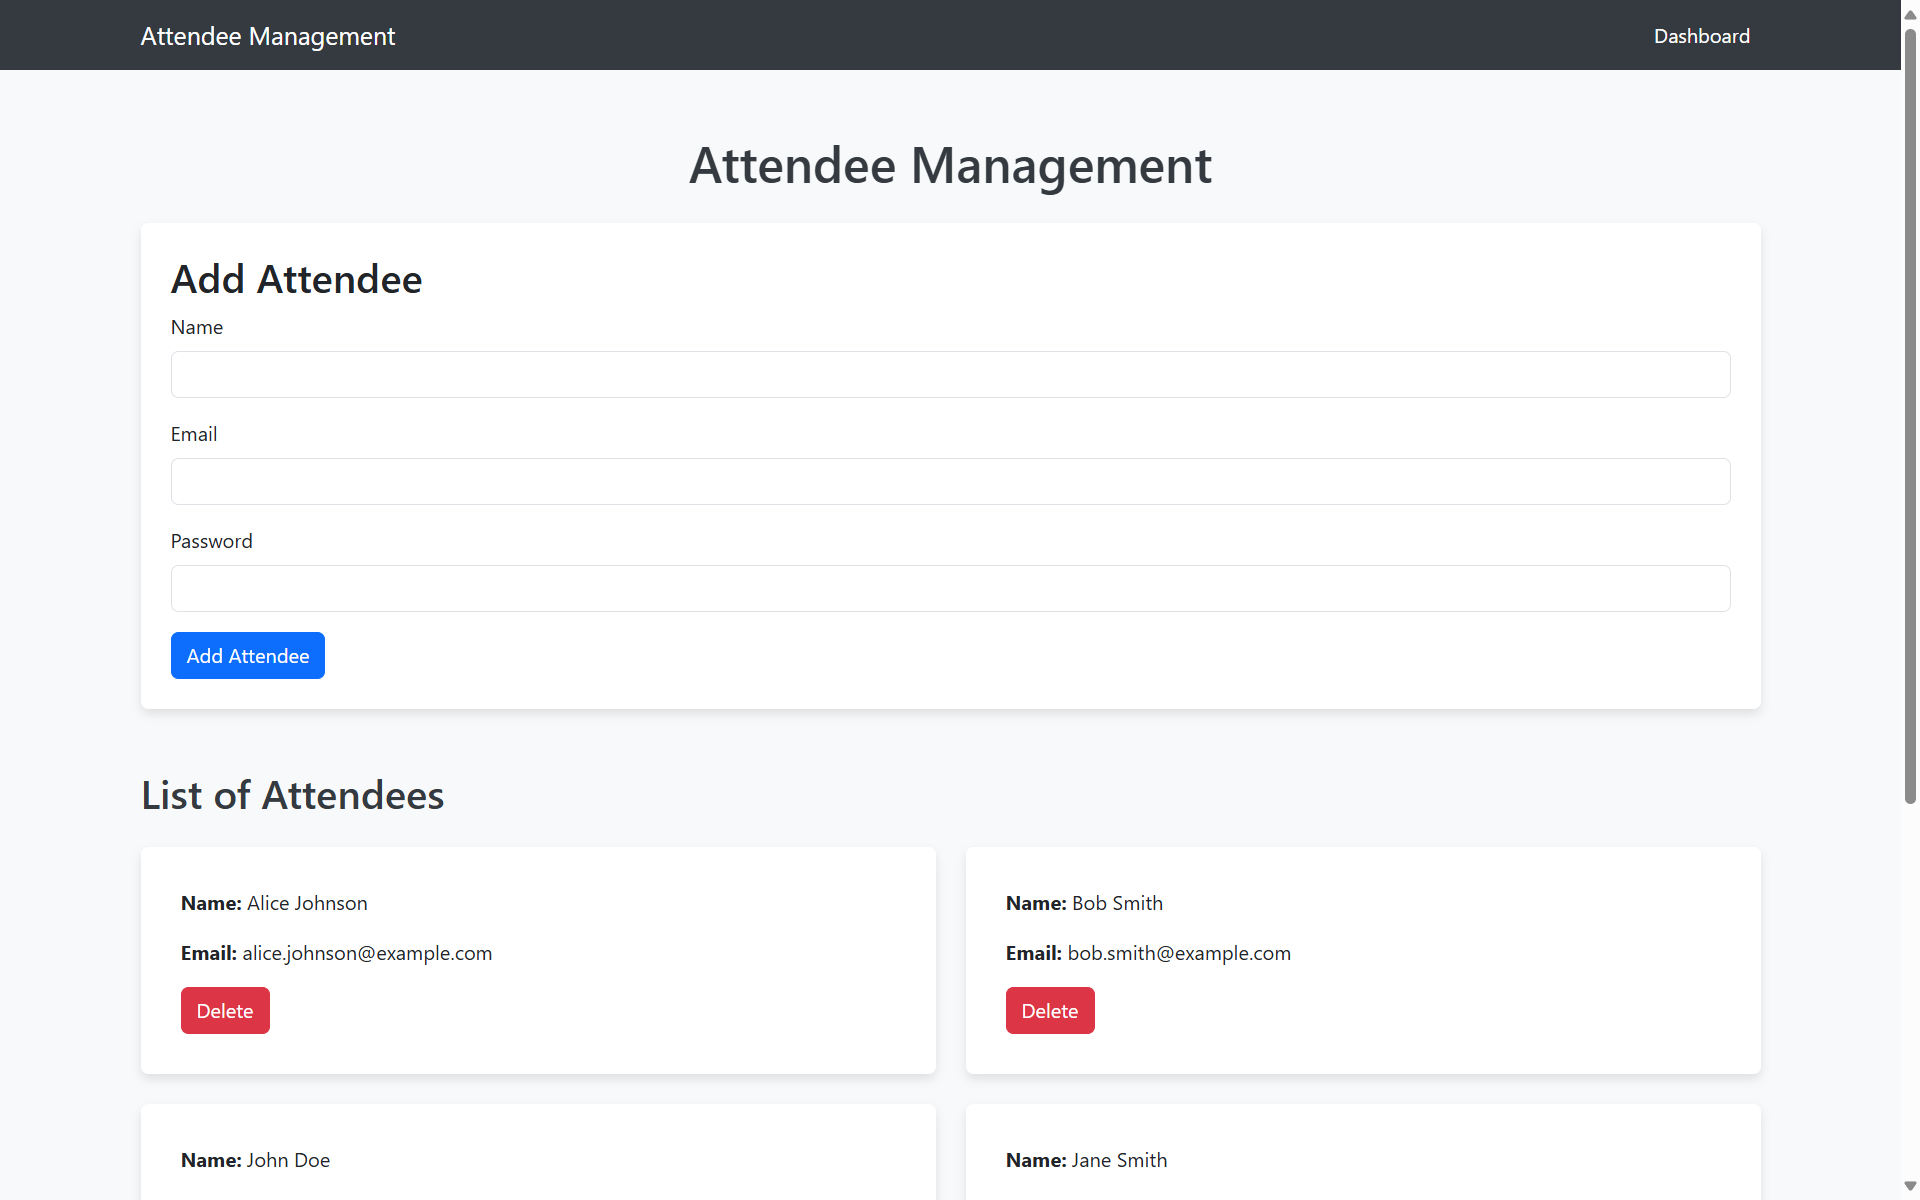 Attendee Management
Dashboard
Attendee Management
Add Attendee
Name
Email
Password
Add Attendee
List of Attendees
Name: Alice Johnson
Email: alice.johnson@example.com
Delete
Name: Bob Smith
Email: bob.smith@example.com
Delete
Name: John Doe
Name: Jane Smith